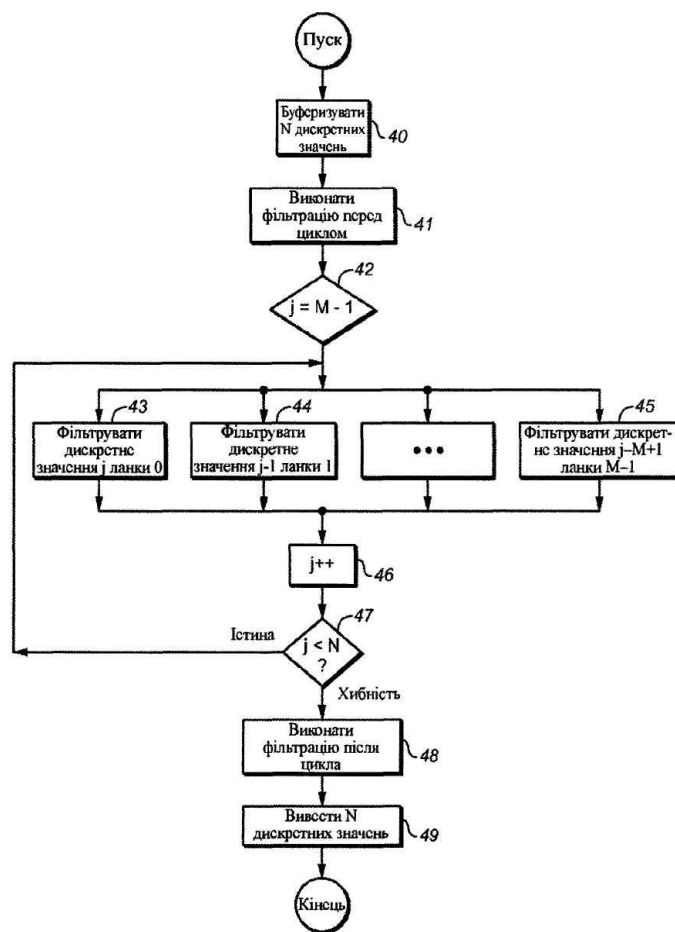 Пуск
Буферизувати
N дискретних
значень
40
Виконати
фільтрацію перед
циклом
41
42
j = M - 1
43
Фільтрувати
дискретнє
значення j ланки 0
44
Фільтрувати
дискретне
значення j-1 ланки 1
•••
45
Фільтрувати дискрет-
не значення j–M+1
ланки M–1
j++
46
47
Істина
j < N
?
Хибність
Виконати
фільтрацію після
цикла
48
Вивести N
дискретних значень
49
Кінець